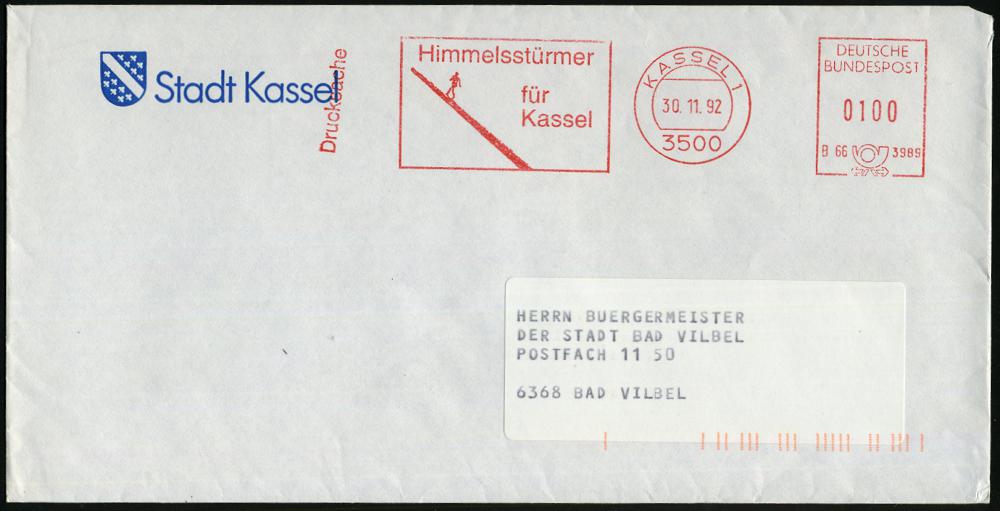 Stadt Kassel
Drucksache
Himmelsstürmer
für
Kassel
KASSEL 1
30.11.92
3500
DEUTSCHE
BUNDESPOST
0100
B 66 3989
HERRN BUERGERMEISTER
DER STADT BAD VILBEL
POSTFACH 11 50
6368 BAD VILBEL